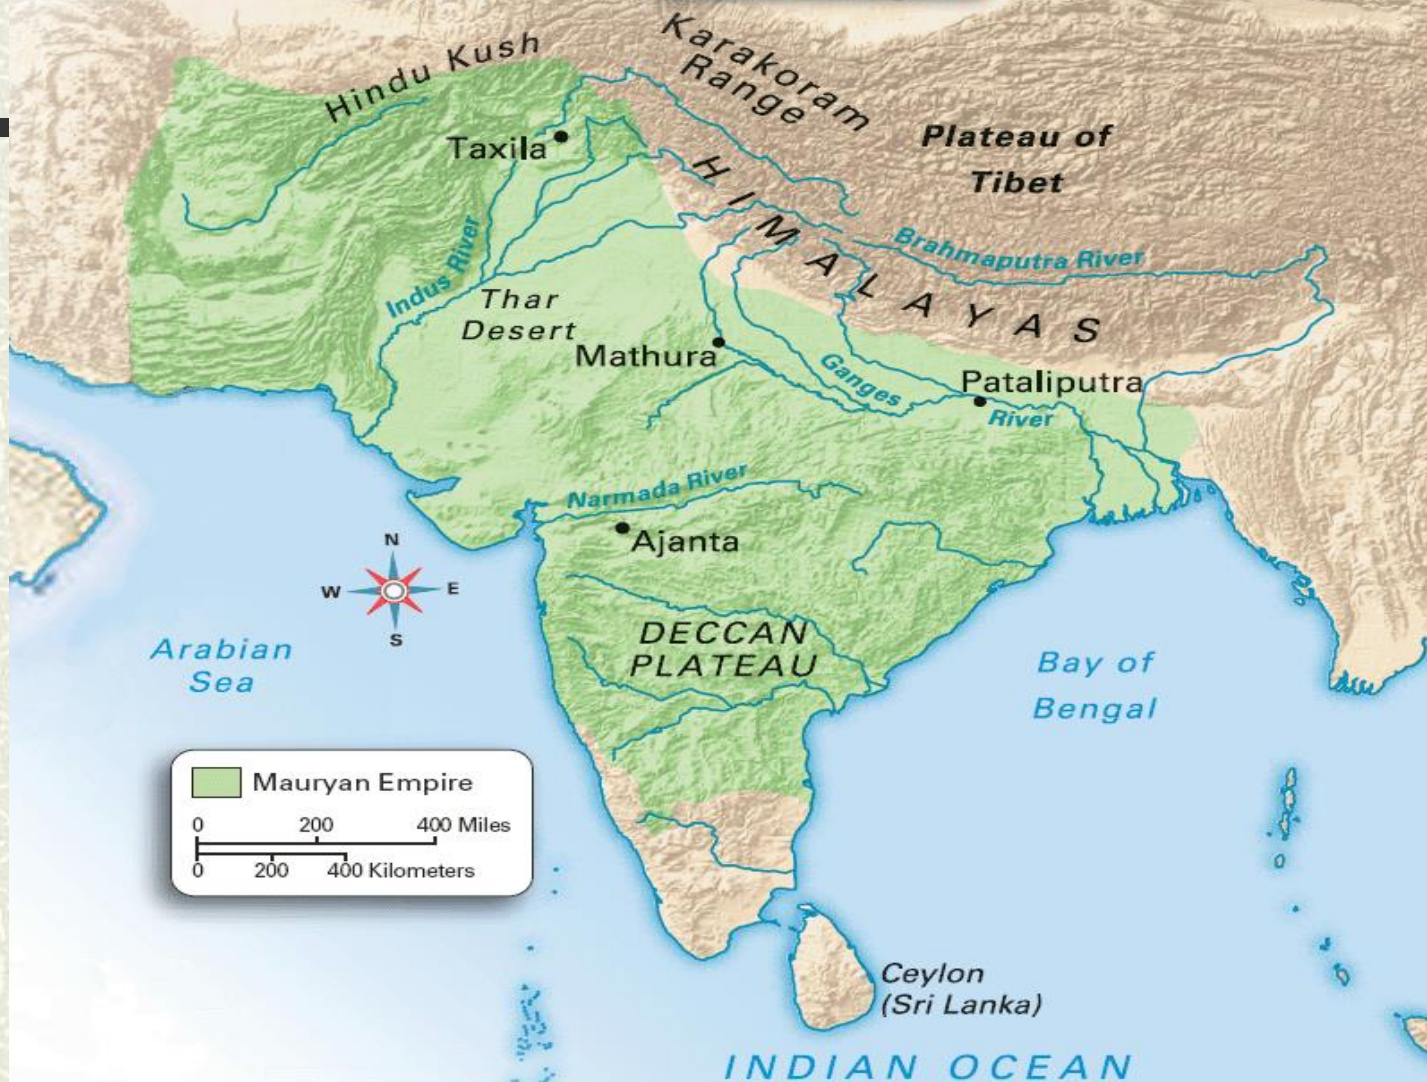 Hindu Kush
Karakoram
Range
Taxila
Plateau of
Tibet
HIMALAYAS
Indus River
Brahmaputra River
Thar
Desert
Mathura
Ganges
River
Pataliputra
Narmada River
Ajanta
N
W
E
S
DECCAN
PLATEAU
Arabian
Sea
Bay of
Bengal
Mauryan Empire
0 200 400 Miles
0 200 400 Kilometers
Ceylon
(Sri Lanka)
INDIAN OCEAN